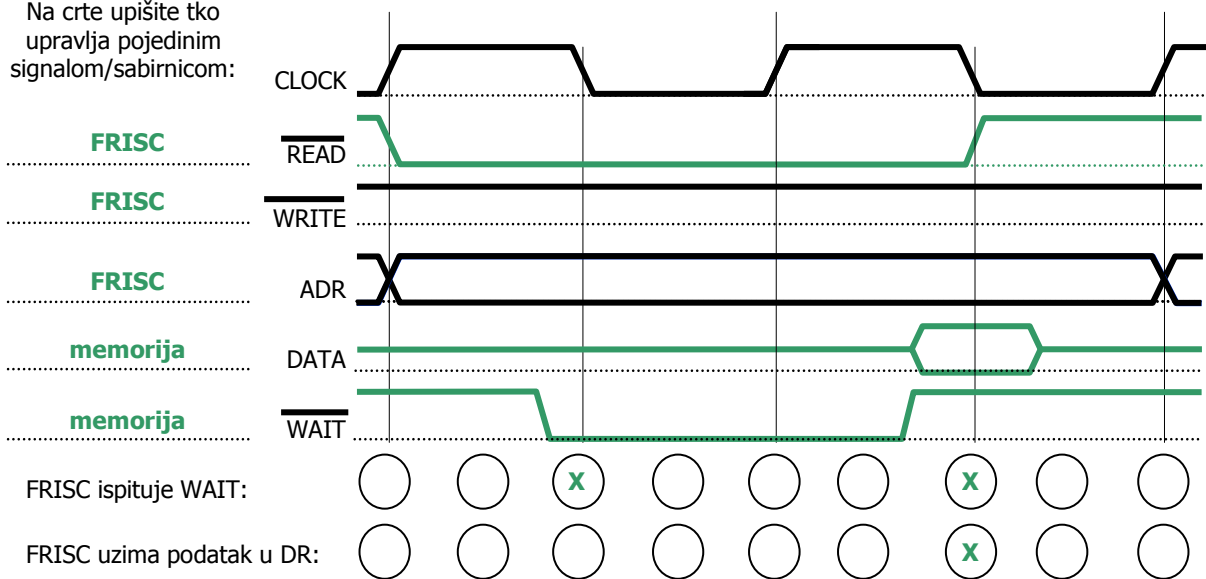 Na crte upišite tko
upravlja pojedinim
signalom/sabirnicom:
CLOCK
FRISC
READ
FRISC
WRITE
FRISC
ADR
memorija
DATA
memorija
WAIT
FRISC ispituje WAIT:
X X
FRISC uzima podatak u DR:
X